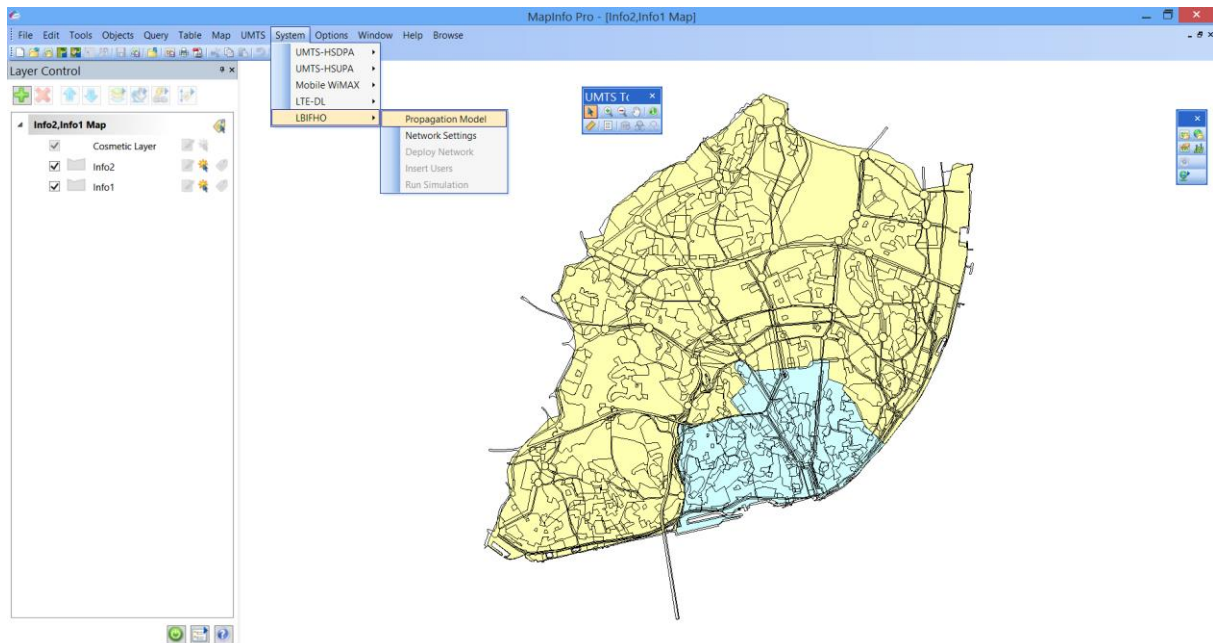 MapInfo Pro - [Info2,Info1 Map]
File Edit Tools Objects Query Table Map UMTS System Options Window Help Browse
Layer Control
Info2,Info1 Map
Cosmetic Layer
Info2
Info1
UMTS-HSDPA
UMTS-HSUPA
Mobile WiMAX
LTE-DL
LBIFHO
Propagation Model
Network Settings
Deploy Network
Insert Users
Run Simulation
UMTS